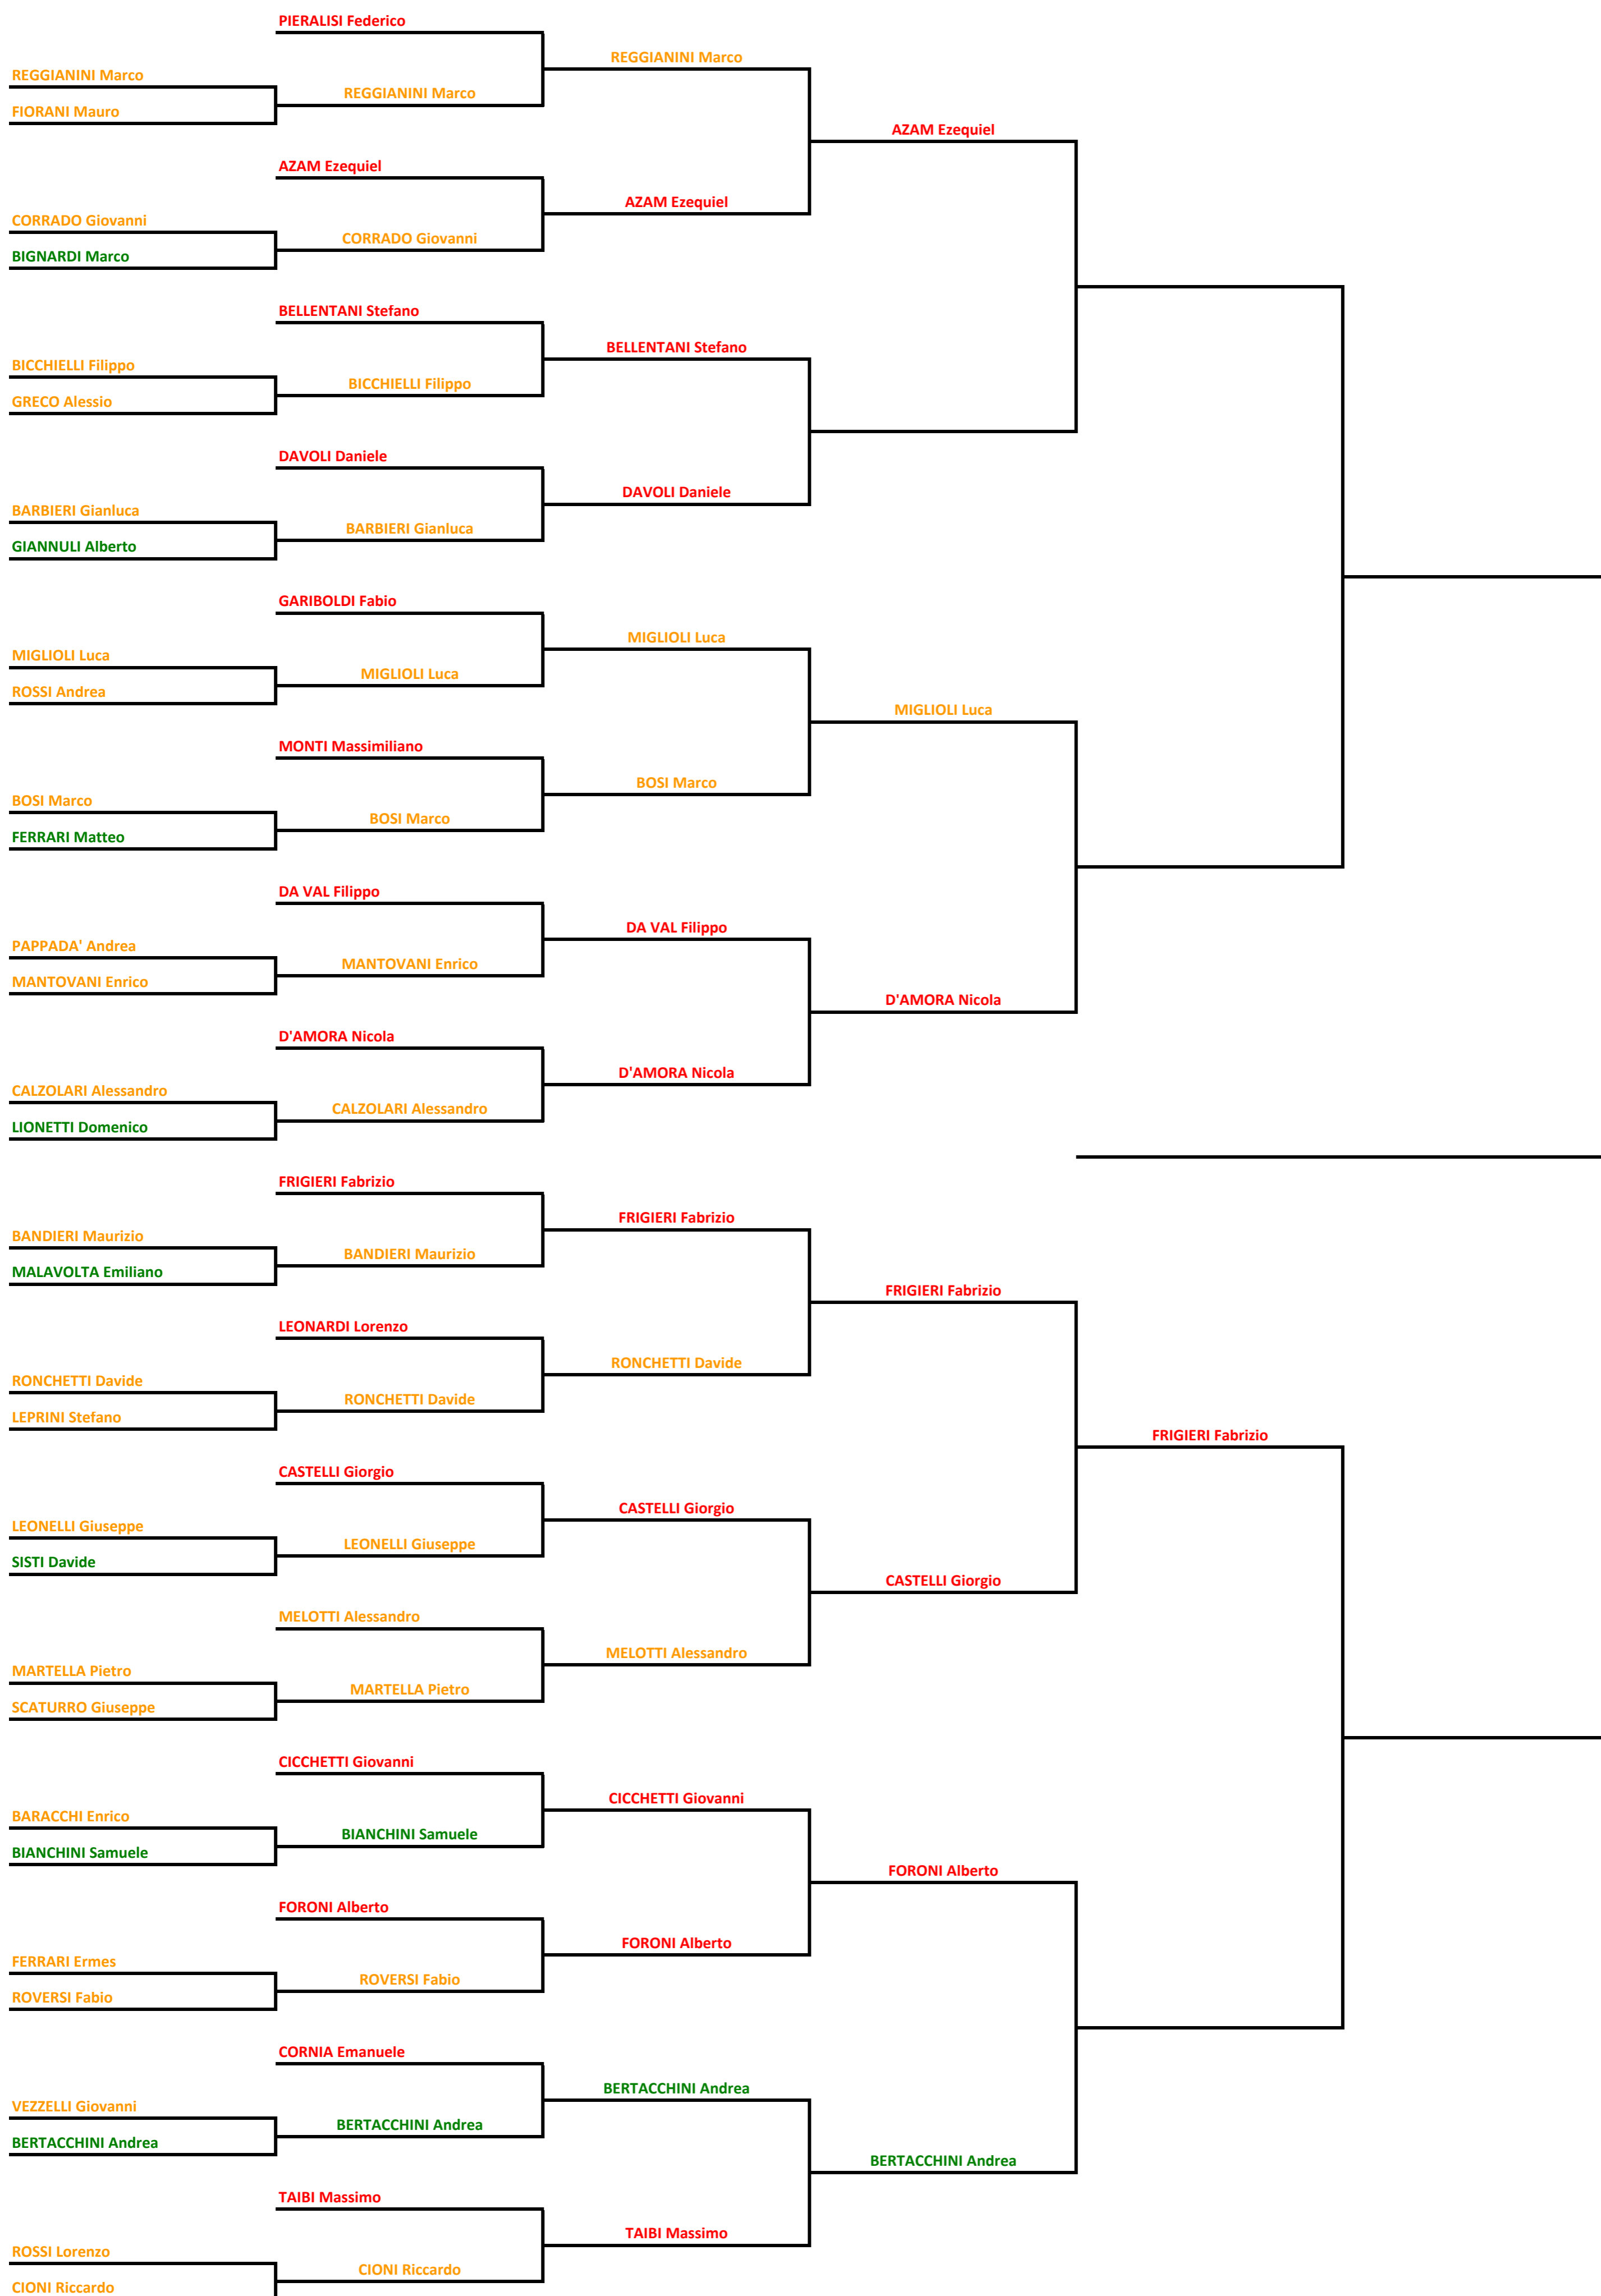 PIERALISI Federico
REGGIANINI Marco
REGGIANINI Marco
REGGIANINI Marco
FIORANI Mauro
AZAM Ezequiel
AZAM Ezequiel
AZAM Ezequiel
CORRADO Giovanni
CORRADO Giovanni
BIGNARDI Marco
BELLENTANI Stefano
BELLENTANI Stefano
BICCHIELLI Filippo
BICCHIELLI Filippo
GRECO Alessio
DAVOLI Daniele
DAVOLI Daniele
BARBIERI Gianluca
BARBIERI Gianluca
GIANNULI Alberto
GARIBOLDI Fabio
MIGLIOLI Luca
MIGLIOLI Luca
MIGLIOLI Luca
ROSSI Andrea
MIGLIOLI Luca
MONTI Massimiliano
BOSI Marco
BOSI Marco
BOSI Marco
FERRARI Matteo
DA VAL Filippo
DA VAL Filippo
PAPPADA' Andrea
MANTOVANI Enrico
MANTOVANI Enrico
D'AMORA Nicola
D'AMORA Nicola
D'AMORA Nicola
CALZOLARI Alessandro
CALZOLARI Alessandro
LIONETTI Domenico
FRIGIERI Fabrizio
FRIGIERI Fabrizio
BANDIERI Maurizio
BANDIERI Maurizio
MALAVOLTA Emiliano
FRIGIERI Fabrizio
LEONARDI Lorenzo
RONCHETTI Davide
RONCHETTI Davide
RONCHETTI Davide
LEPRINI Stefano
FRIGIERI Fabrizio
CASTELLI Giorgio
CASTELLI Giorgio
LEONELLI Giuseppe
LEONELLI Giuseppe
SISTI Davide
CASTELLI Giorgio
MELOTTI Alessandro
MELOTTI Alessandro
MARTELLA Pietro
MARTELLA Pietro
SCATURRO Giuseppe
CICCHETTI Giovanni
CICCHETTI Giovanni
BARACCHI Enrico
BIANCHINI Samuele
BIANCHINI Samuele
FORONI Alberto
FORONI Alberto
FORONI Alberto
FERRARI Ermes
ROVERSI Fabio
ROVERSI Fabio
CORNIA Emanuele
BERTACCHINI Andrea
VEZZELLI Giovanni
BERTACCHINI Andrea
BERTACCHINI Andrea
BERTACCHINI Andrea
TAIBI Massimo
TAIBI Massimo
ROSSI Lorenzo
CIONI Riccardo
CIONI Riccardo